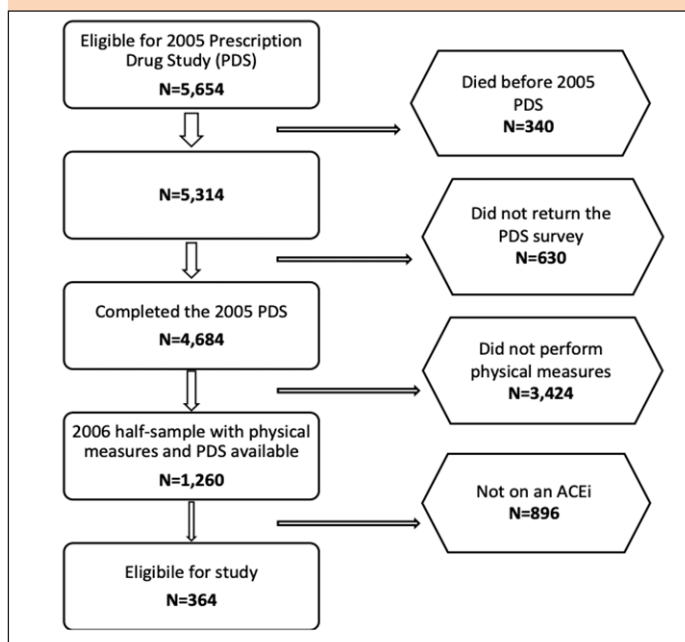 Eligible for 2005 Prescription
Drug Study (PDS)
N=5,654
Died before 2005
PDS
N=340
N=5,314
Did not return the
PDS survey
N=630
Completed the 2005 PDS
N=4,684
Did not perform
physical measures
N=3,424
2006 half-sample with physical
measures and PDS available
N=1,260
Not on an ACEi
N=896
Eligibile for study
N=364